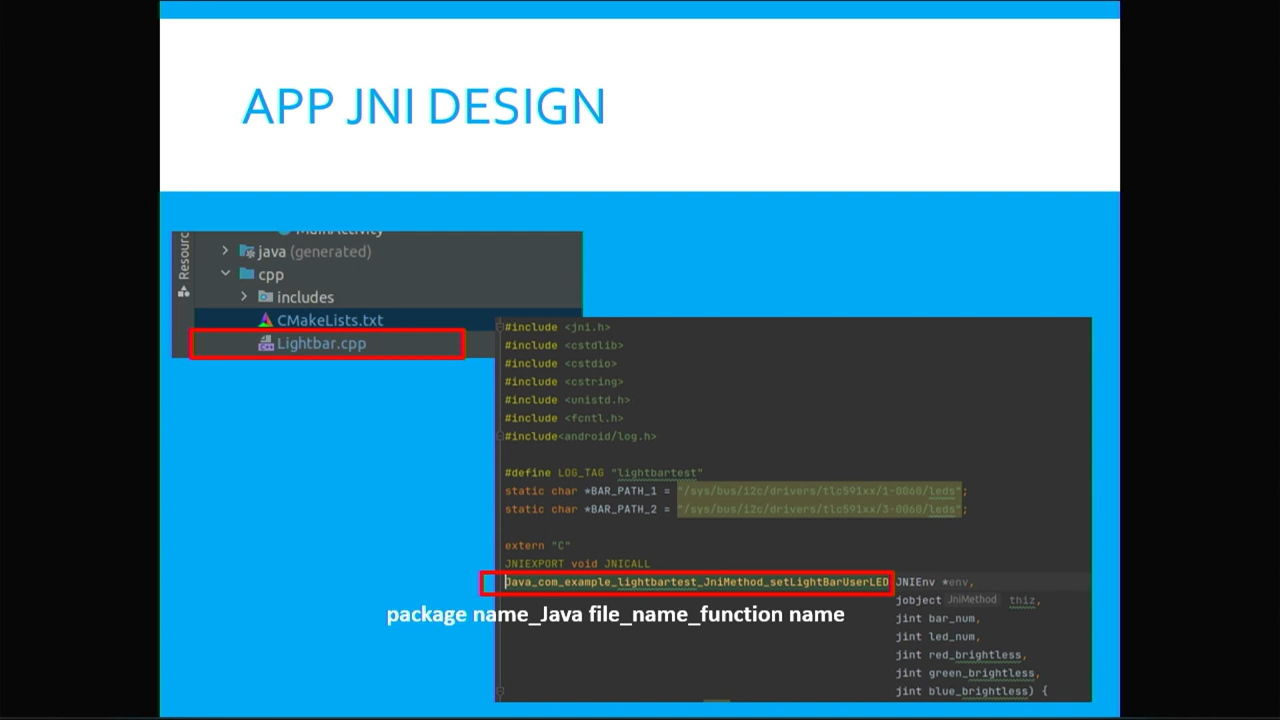 APP JNI DESIGN
MainActivity
Resourc
java (generated)
cpp
includes
CMakeLists.txt
Lightbar.cpp
#include <jni.h>
#include <cstdlib>
#include <cstdio>
#include <cstring>
#include <unistd.h>
#include <fcntl.h>
#include<android/log.h>
#define LOG_TAG "lightbartest"
static char *BAR_PATH_1 = "/sys/bus/i2c/drivers/tlc591xx/1-0060/leds";
static char *BAR_PATH_2 = "/sys/bus/i2c/drivers/tlc591xx/3-0060/leds";
extern "C"
JNIEXPORT void JNICALL
Java_com_example_lightbartest_JniMethod_setLightBarUserLED JNIEnv *env,
jobject JniMethod thiz,
package name_Java file_name_function name
jint bar_num,
jint led_num,
jint red_brightless,
jint green_brightless,
jint blue_brightless) {